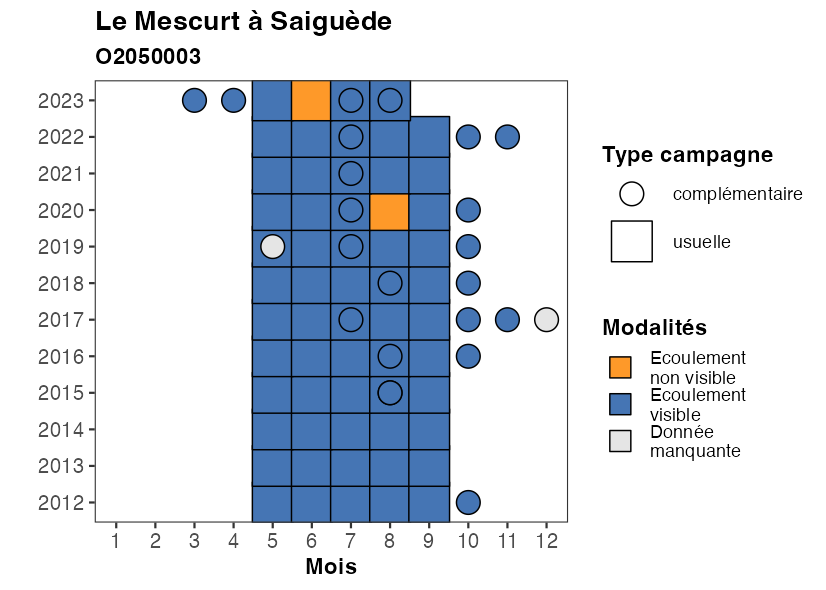 Le Mescurt à Saiguède
O2050003
2023
2022
2021
2020
2019
2018
2017
2016
2015
2014
2013
2012
1 2 3 4 5 6 7 8 9 10 11 12
Mois
Type campagne
complémentaire
usuelle
Modalités
Ecoulement
non visible
Ecoulement
visible
Donnée
manquante